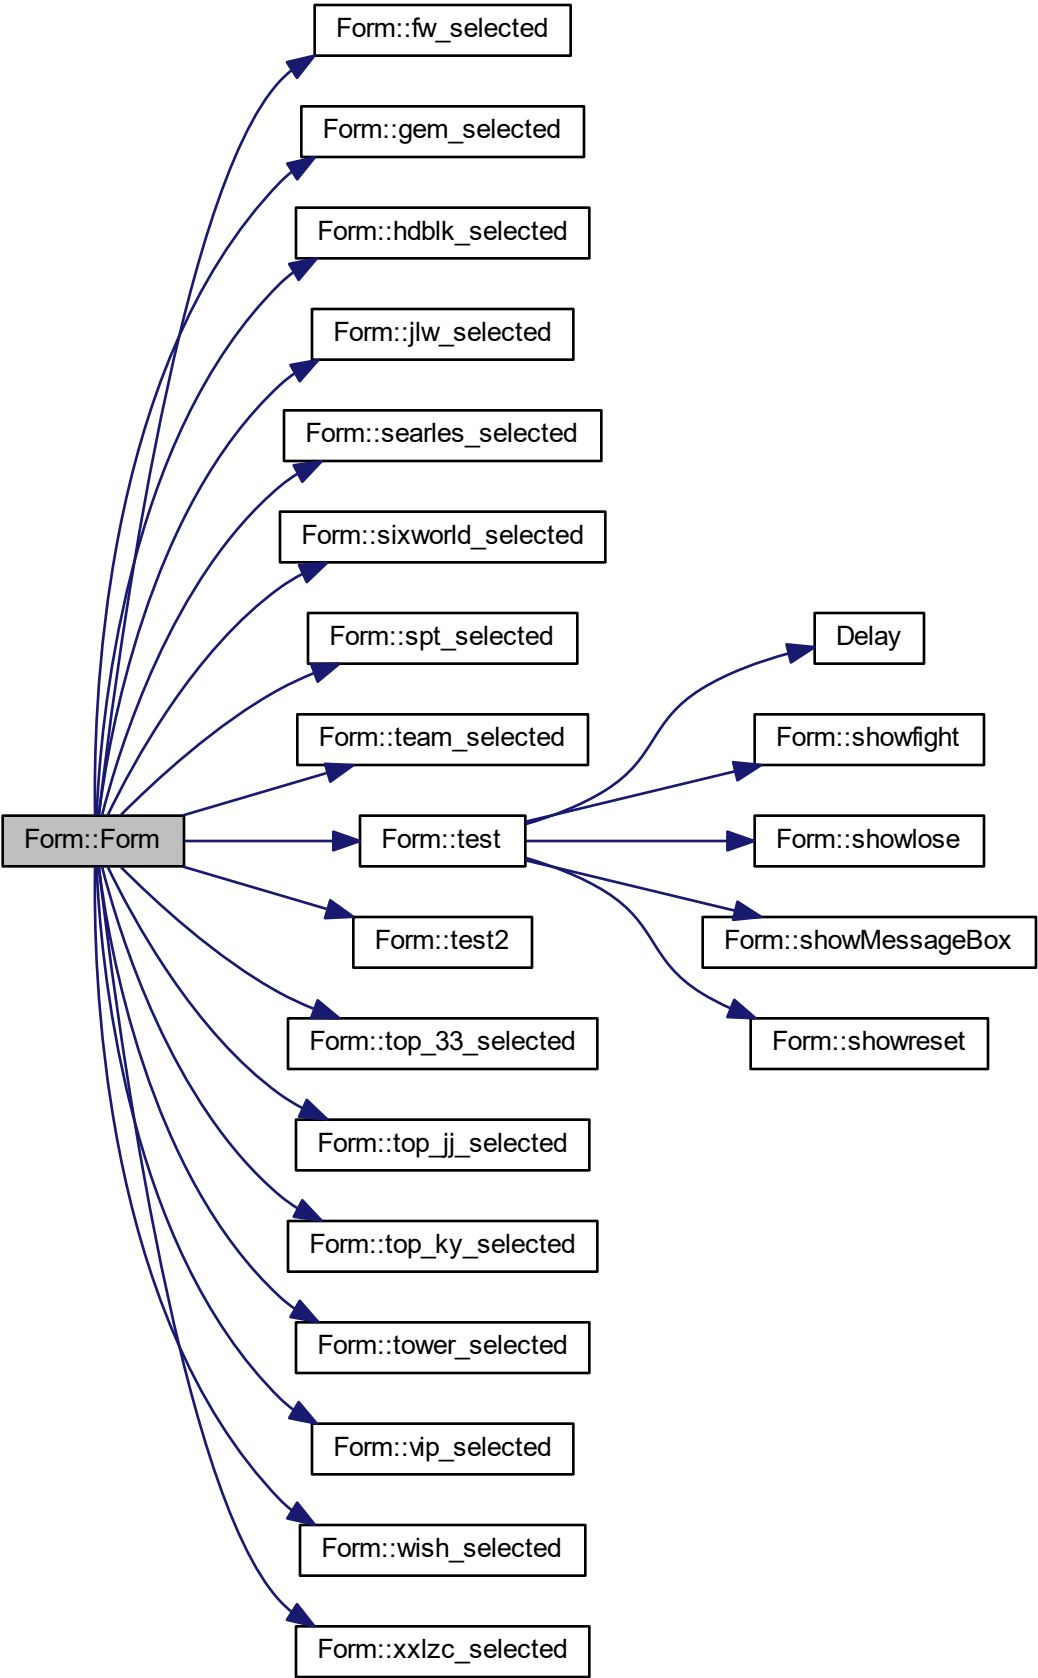 Form::fw_selected
Form::gem_selected
Form::hdblk_selected
Form::jlw_selected
Form::searles_selected
Form::sixworld_selected
Form::spt_selected
Delay
Form::team_selected
Form::showfight
Form::Form
Form::test
Form::showlose
Form::test2
Form::showMessageBox
Form::top_33_selected
Form::showreset
Form::top_jj_selected
Form::top_ky_selected
Form::tower_selected
Form::vip_selected
Form::wish_selected
Form::xxlzc_selected